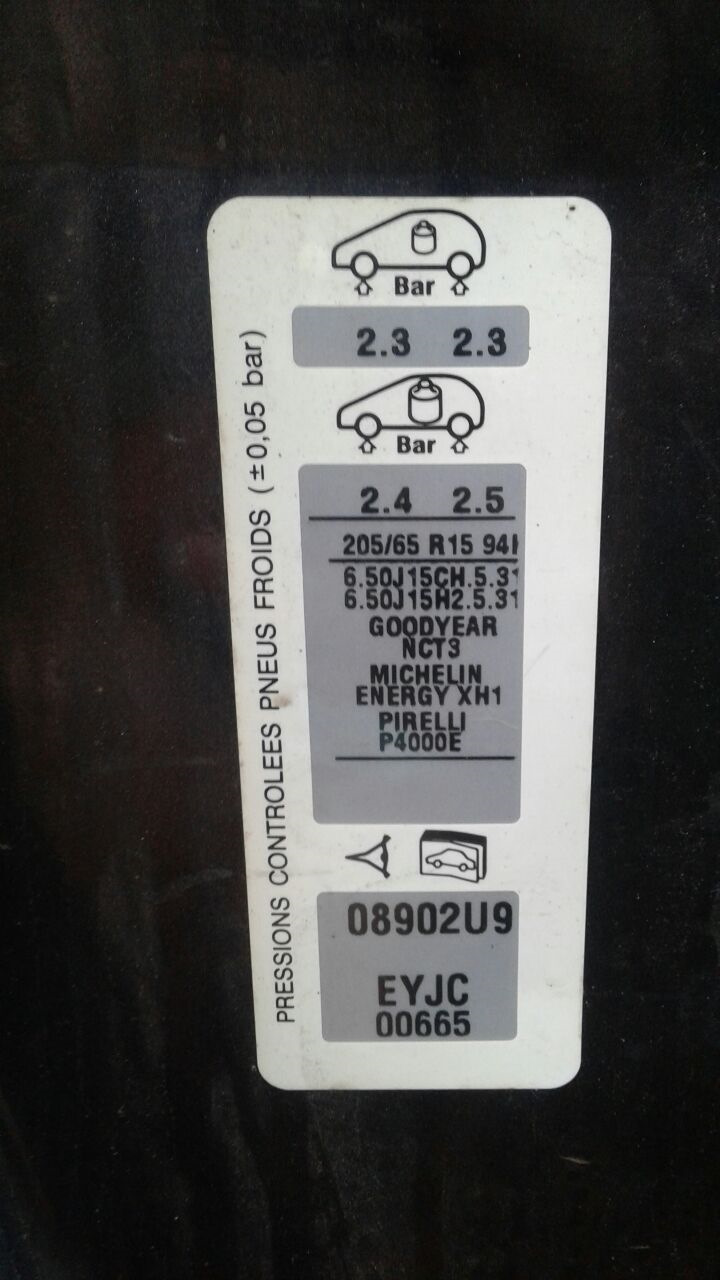 PRESSIONS CONTROLEES PNEUS FROIDS (±0,05 bar)
Bar
2.3 2.3
Bar
2.4 2.5
205/65 R15 94
6.50J15CH.5.31
6.50J15H2.5.31
GOODYEAR
NCT3
MICHELIN
ENERGY XH1
PIRELLI
P4000E
08902U9
EYJC
00665